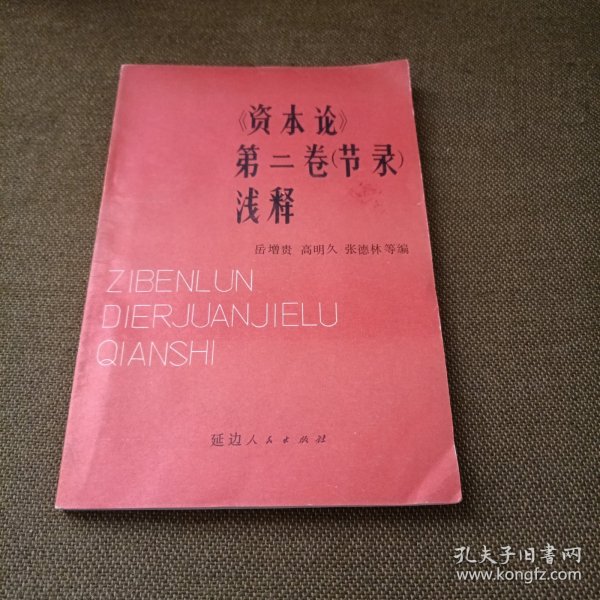 《资本论》
第二卷(节录)
浅释
岳增贵 高明久 张德林等编
ZIBENLUN
DIERJUANJIELU
QIANSHI
延边人民出版社
孔夫子旧书网
www.kongfz.com